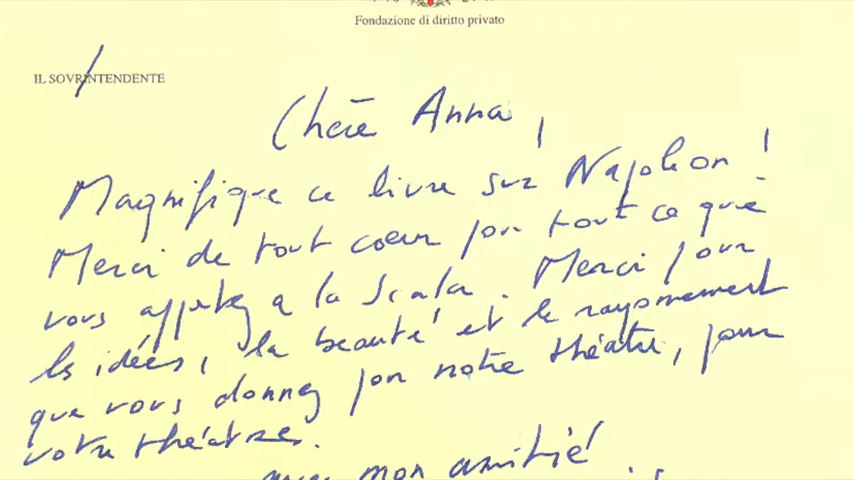 Fondazione di diritto privato
IL SOVRINTENDENTE
Chère Anna,
Magnifique ce livre sur Napoléon !
Merci de tout coeur pour tout ce que
vous apportez a la Scala. Merci pour
les idées, la beauté et le rayonnement
que vous donnez pour notre théâtre, pour
votre théâtre.
avec mon amitié